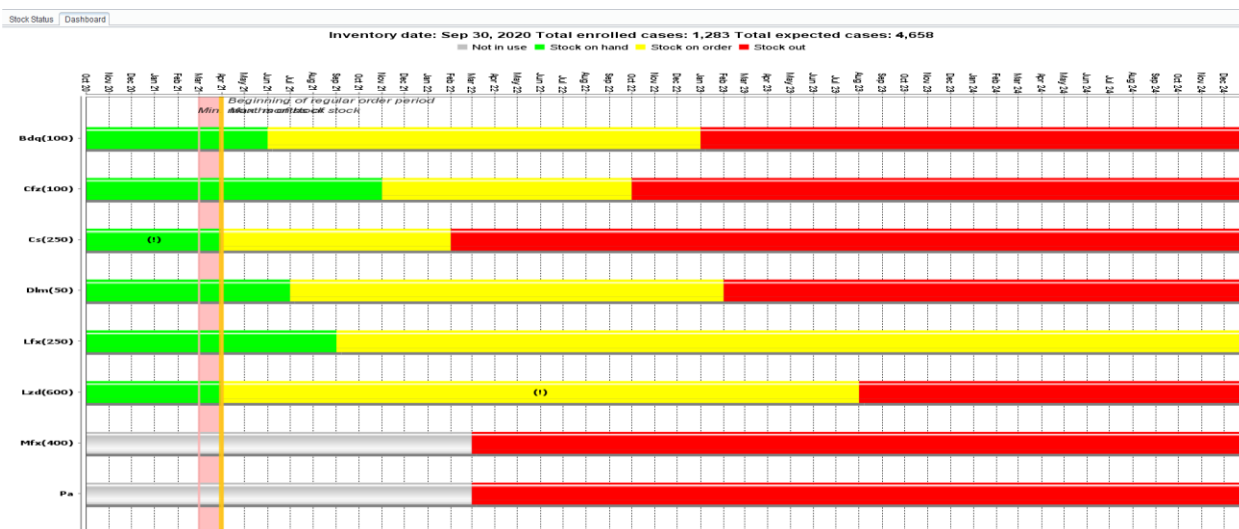 Stock Status Dashboard
Inventory date: Sep 30, 2020 Total enrolled cases: 1,283 Total expected cases: 4,658
Not in use Stock on hand Stock on order Stock out
Oct 20 Nov 20 Dec 20 Jan 21 Feb 21 Mar 21 Apr 21 May 21 Jun 21 Jul 21 Aug 21 Sep 21 Oct 21 Nov 21 Dec 21 Jan 22 Feb 22 Mar 22 Apr 22 May 22 Jun 22 Jul 22 Aug 22 Sep 22 Oct 22 Nov 22 Dec 22 Jan 23 Feb 23 Mar 23 Apr 23 May 23 Jun 23 Jul 23 Aug 23 Sep 23 Oct 23 Nov 23 Dec 23 Jan 24 Feb 24 Mar 24 Apr 24 May 24 Jun 24 Jul 24 Aug 24 Sep 24 Oct 24 Nov 24 Dec 24
Beginning of regular order period
Min stock
Bdq(100)
Cfz(100)
Cs(250) (!)
Dlm(50)
Lfx(250)
Lzd(600) (!)
Mfx(400)
Pa